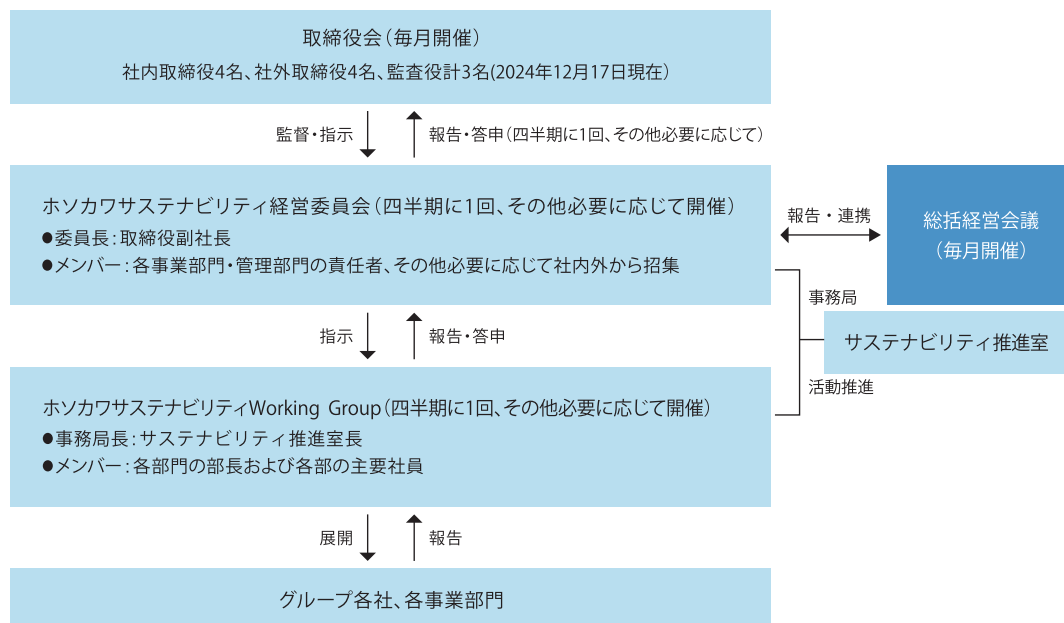 取締役会（毎月開催）
社内取締役4名、社外取締役4名、監査役計3名(2024年12月17日現在）
監督・指示
報告・答申（四半期に1回、その他必要に応じて）
ホソカワサステナビリティ経営委員会（四半期に1回、その他必要に応じて開催）
●委員長：取締役副社長
●メンバー：各事業部門・管理部門の責任者、その他必要に応じて社内外から招集
報告・連携
総括経営会議
（毎月開催）
事務局
サステナビリティ推進室
活動推進
指示
報告・答申
ホソカワサステナビリティWorking Group（四半期に1回、その他必要に応じて開催）
●事務局長：サステナビリティ推進室長
●メンバー：各部門の部長および各部の主要社員
展開
報告
グループ各社、各事業部門